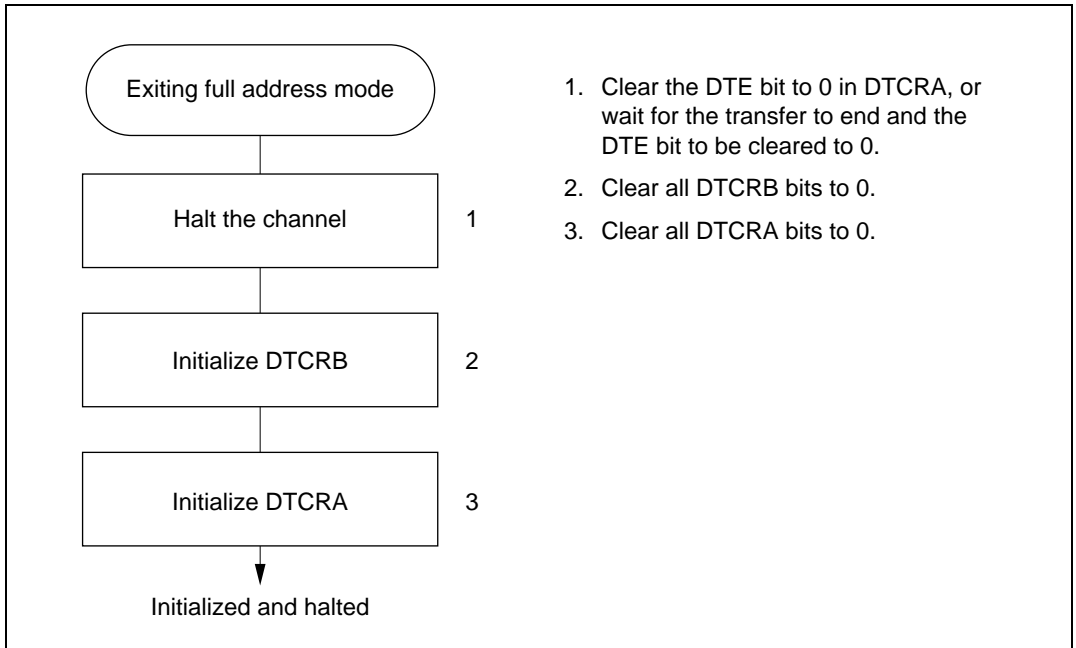 Exiting full address mode
Halt the channel
1
Initialize DTCRB
2
Initialize DTCRA
3
Initialized and halted
1. Clear the DTE bit to 0 in DTCRA, or
wait for the transfer to end and the
DTE bit to be cleared to 0.
2. Clear all DTCRB bits to 0.
3. Clear all DTCRA bits to 0.